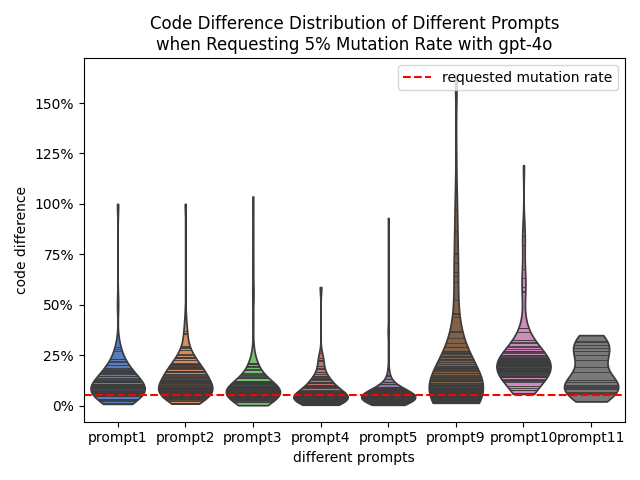 Code Difference Distribution of Different Prompts
when Requesting 5% Mutation Rate with gpt-4o
requested mutation rate
150%
125%
100%
75%
50%
25%
0%
code difference
prompt1 prompt2 prompt3 prompt4 prompt5 prompt9 prompt10 prompt11
different prompts